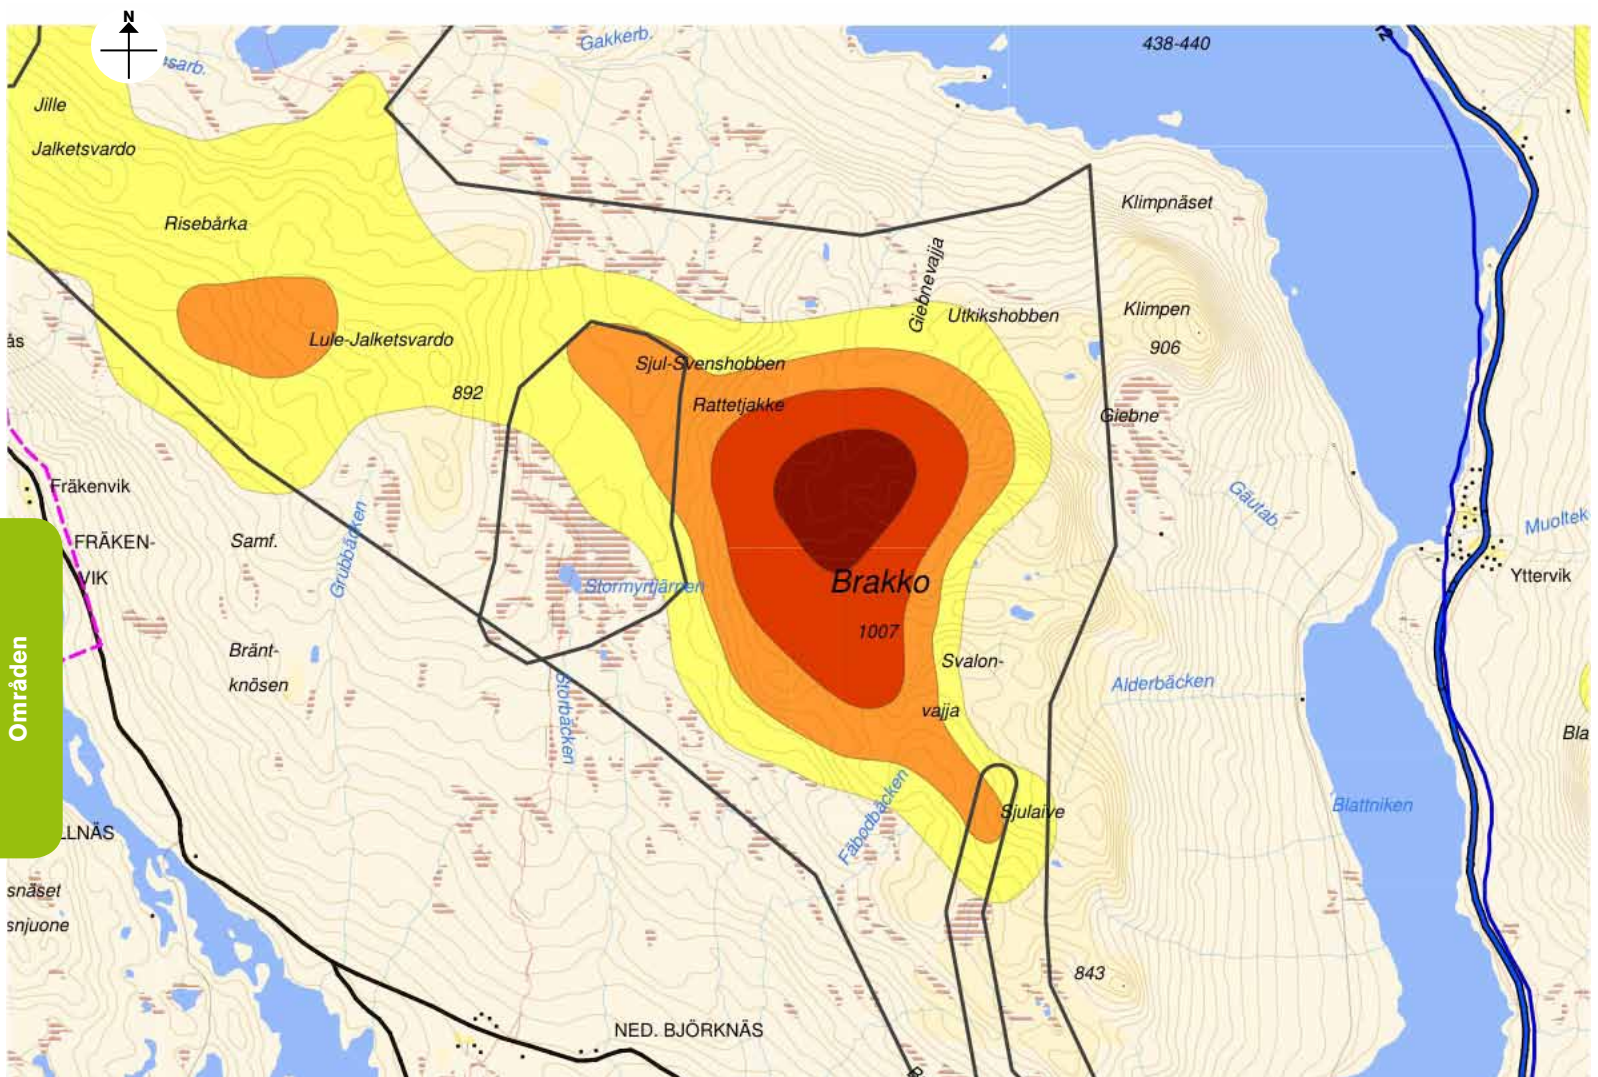 N
Gakkerb.
438-440
Jille
Jalketsvardo
Klimpnäset
Risebårka
Giebnevajja
Utkikshobben
Klimpen
906
Lule-Jalketsvardo
Sjul-Svenshobben
892
Rattetjakke
Giebne
Fräkenvik
Gäutab.
Muoltek
FRÄKEN-
VIK
Samf.
Grubbäcken
Stormyrtjärnen
Brakko
1007
Yttervik
Bränt-
knösen
Svalon-
vajja
Alderbäcken
Storbäcken
Områden
Bla
Fäbodbäcken
Sjulaive
Blattniken
LLNÄS
snäset
snjuone
843
NED. BJÖRKNÄS